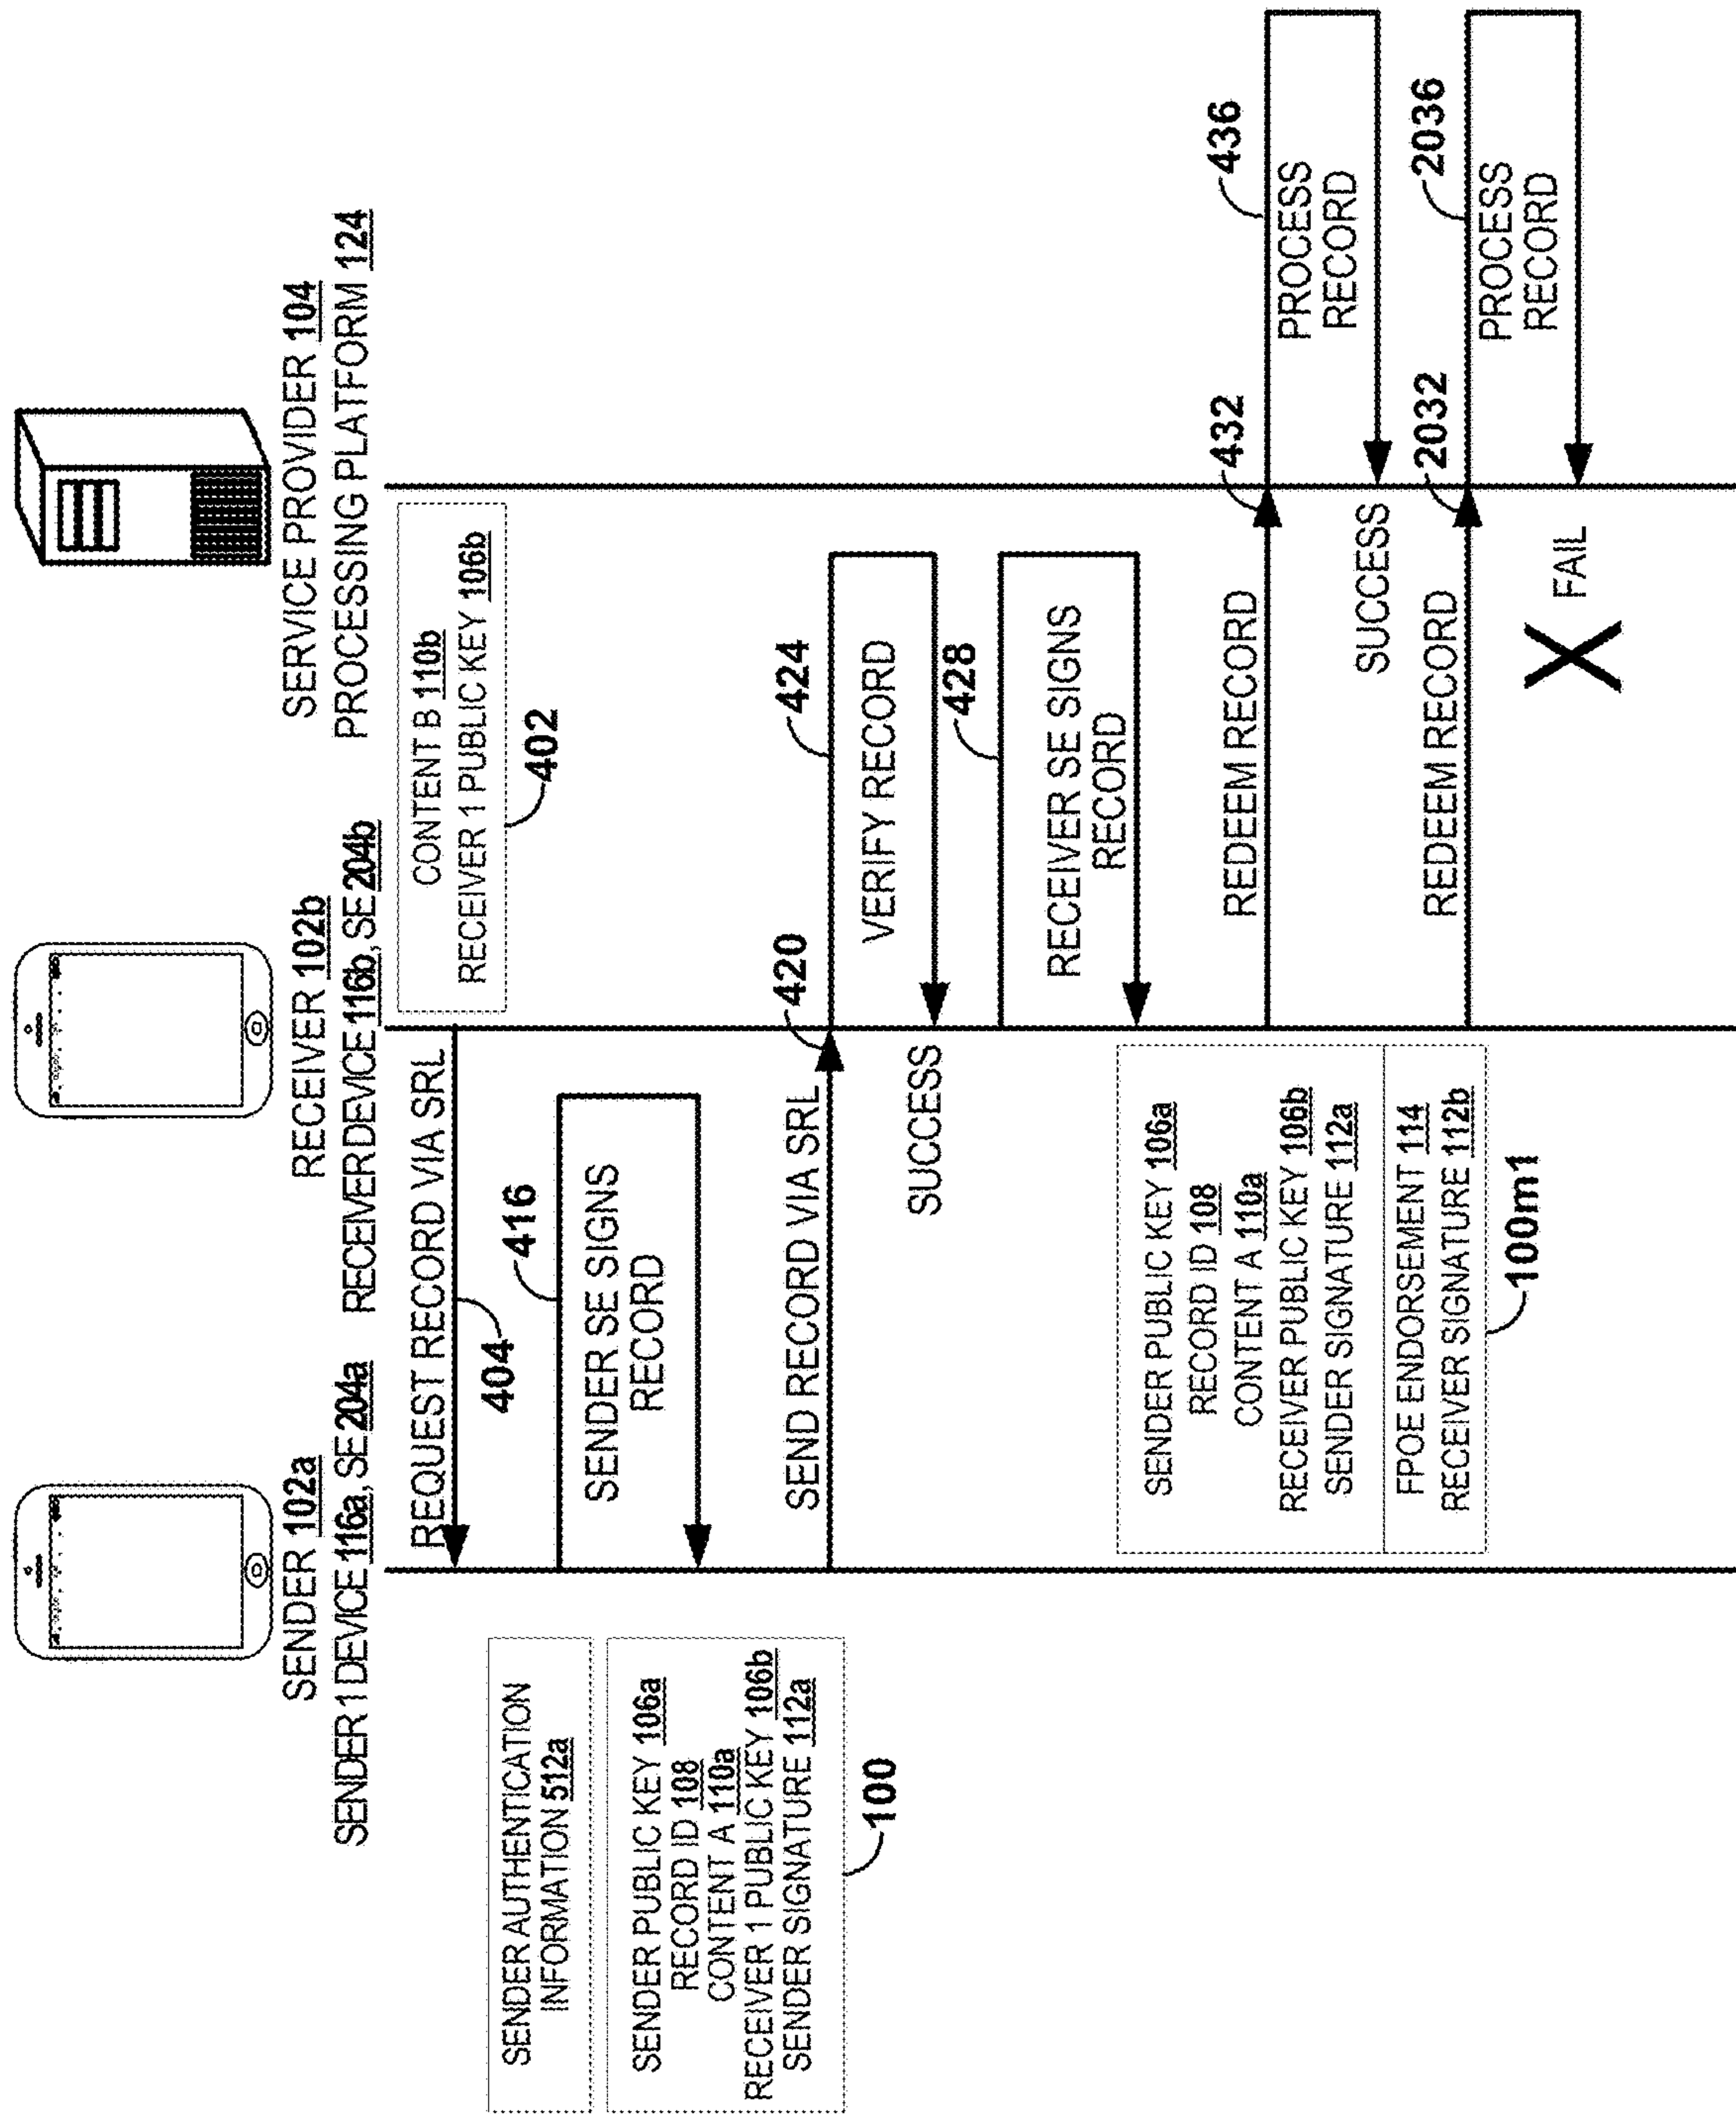 SENDER 102a
SENDER 1 DEVICE 116a, SE 204a
RECEIVER 102b
RECEIVER DEVICE 116b, SE 204b
SERVICE PROVIDER 104
PROCESSING PLATFORM 124
CONTENT B 110b
RECEIVER 1 PUBLIC KEY 106b
402
REQUEST RECORD VIA SRL
404
SENDER AUTHENTICATION
INFORMATION 512a
416
SENDER SE SIGNS
RECORD
SENDER PUBLIC KEY 106a
RECORD ID 108
CONTENT A 110a
RECEIVER 1 PUBLIC KEY 106b
SENDER SIGNATURE 112a
100
SEND RECORD VIA SRL
420
424
VERIFY RECORD
SUCCESS
428
RECEIVER SE SIGNS
RECORD
SENDER PUBLIC KEY 106a
RECORD ID 108
CONTENT A 110a
RECEIVER PUBLIC KEY 106b
SENDER SIGNATURE 112a
FPOE ENDORSEMENT 114
RECEIVER SIGNATURE 112b
100m1
REDEEM RECORD
432
436
PROCESS
RECORD
SUCCESS
REDEEM RECORD
2032
2036
PROCESS
RECORD
X FAIL